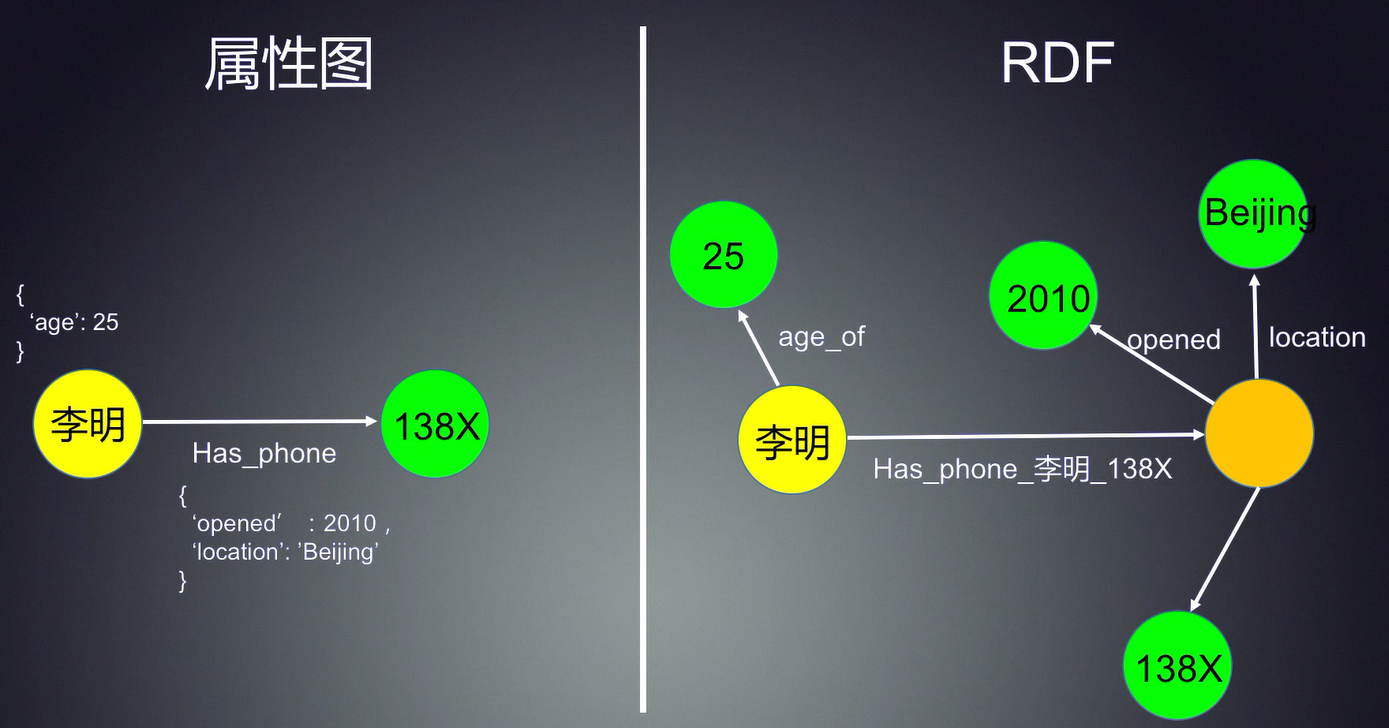 属性图
{
‘age’: 25
}
李明
138X
Has_phone
{
‘opened’ : 2010 ,
‘location’: ’Beijing’
}
RDF
Beijing
25
2010
age_of
opened
location
李明
Has_phone_李明_138X
138X